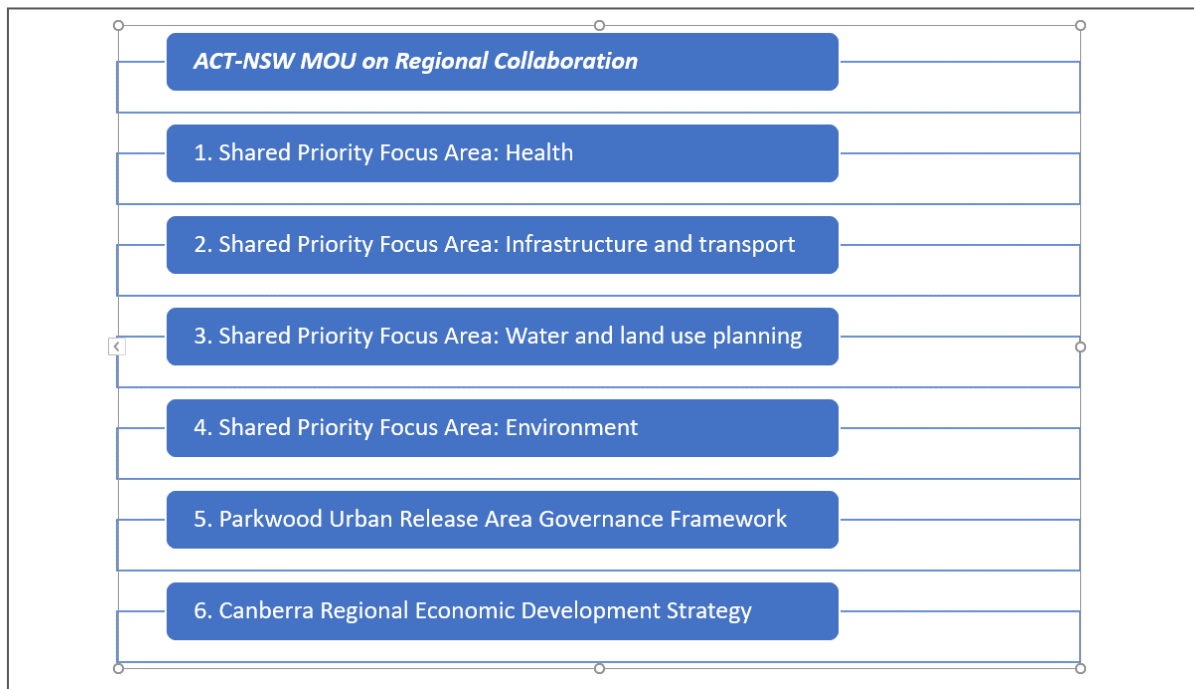 ACT-NSW MOU on Regional Collaboration
1. Shared Priority Focus Area: Health
2. Shared Priority Focus Area: Infrastructure and transport
3. Shared Priority Focus Area: Water and land use planning
4. Shared Priority Focus Area: Environment
5. Parkwood Urban Release Area Governance Framework
6. Canberra Regional Economic Development Strategy